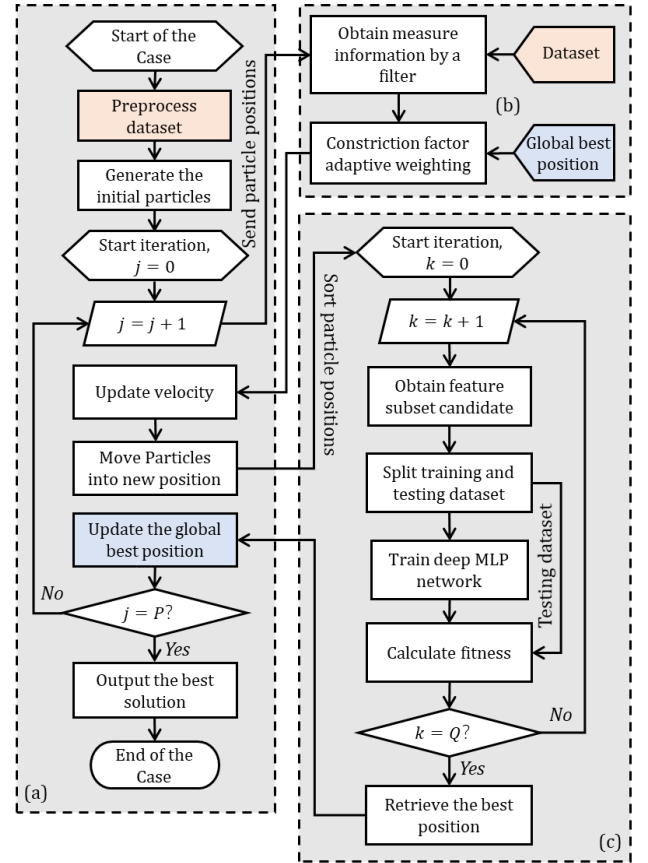 Start of the
Case
Preprocess
dataset
Generate the
initial particles
Start iteration,
j = 0
j = j + 1
Update velocity
Move Particles
into new position
Update the global
best position
No
j = P?
Yes
Output the best
solution
End of the
Case
(a)
Send particle positions
Obtain measure
information by a
filter
Dataset
(b)
Constriction factor
adaptive weighting
Global best
position
Sort particle positions
Start iteration,
k = 0
k = k + 1
Obtain feature
subset candidate
Split training and
testing dataset
Testing dataset
Train deep MLP
network
Calculate fitness
k = Q?
No
Yes
Retrieve the best
position
(c)